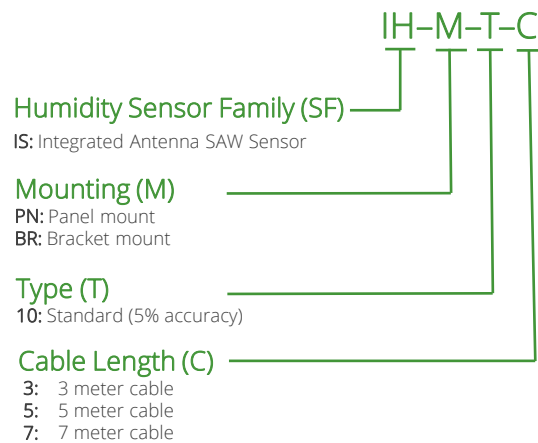 IH–M–T–C
Humidity Sensor Family (SF)
IS: Integrated Antenna SAW Sensor
Mounting (M)
PN: Panel mount
BR: Bracket mount
Type (T)
10: Standard (5% accuracy)
Cable Length (C)
3: 3 meter cable
5: 5 meter cable
7: 7 meter cable